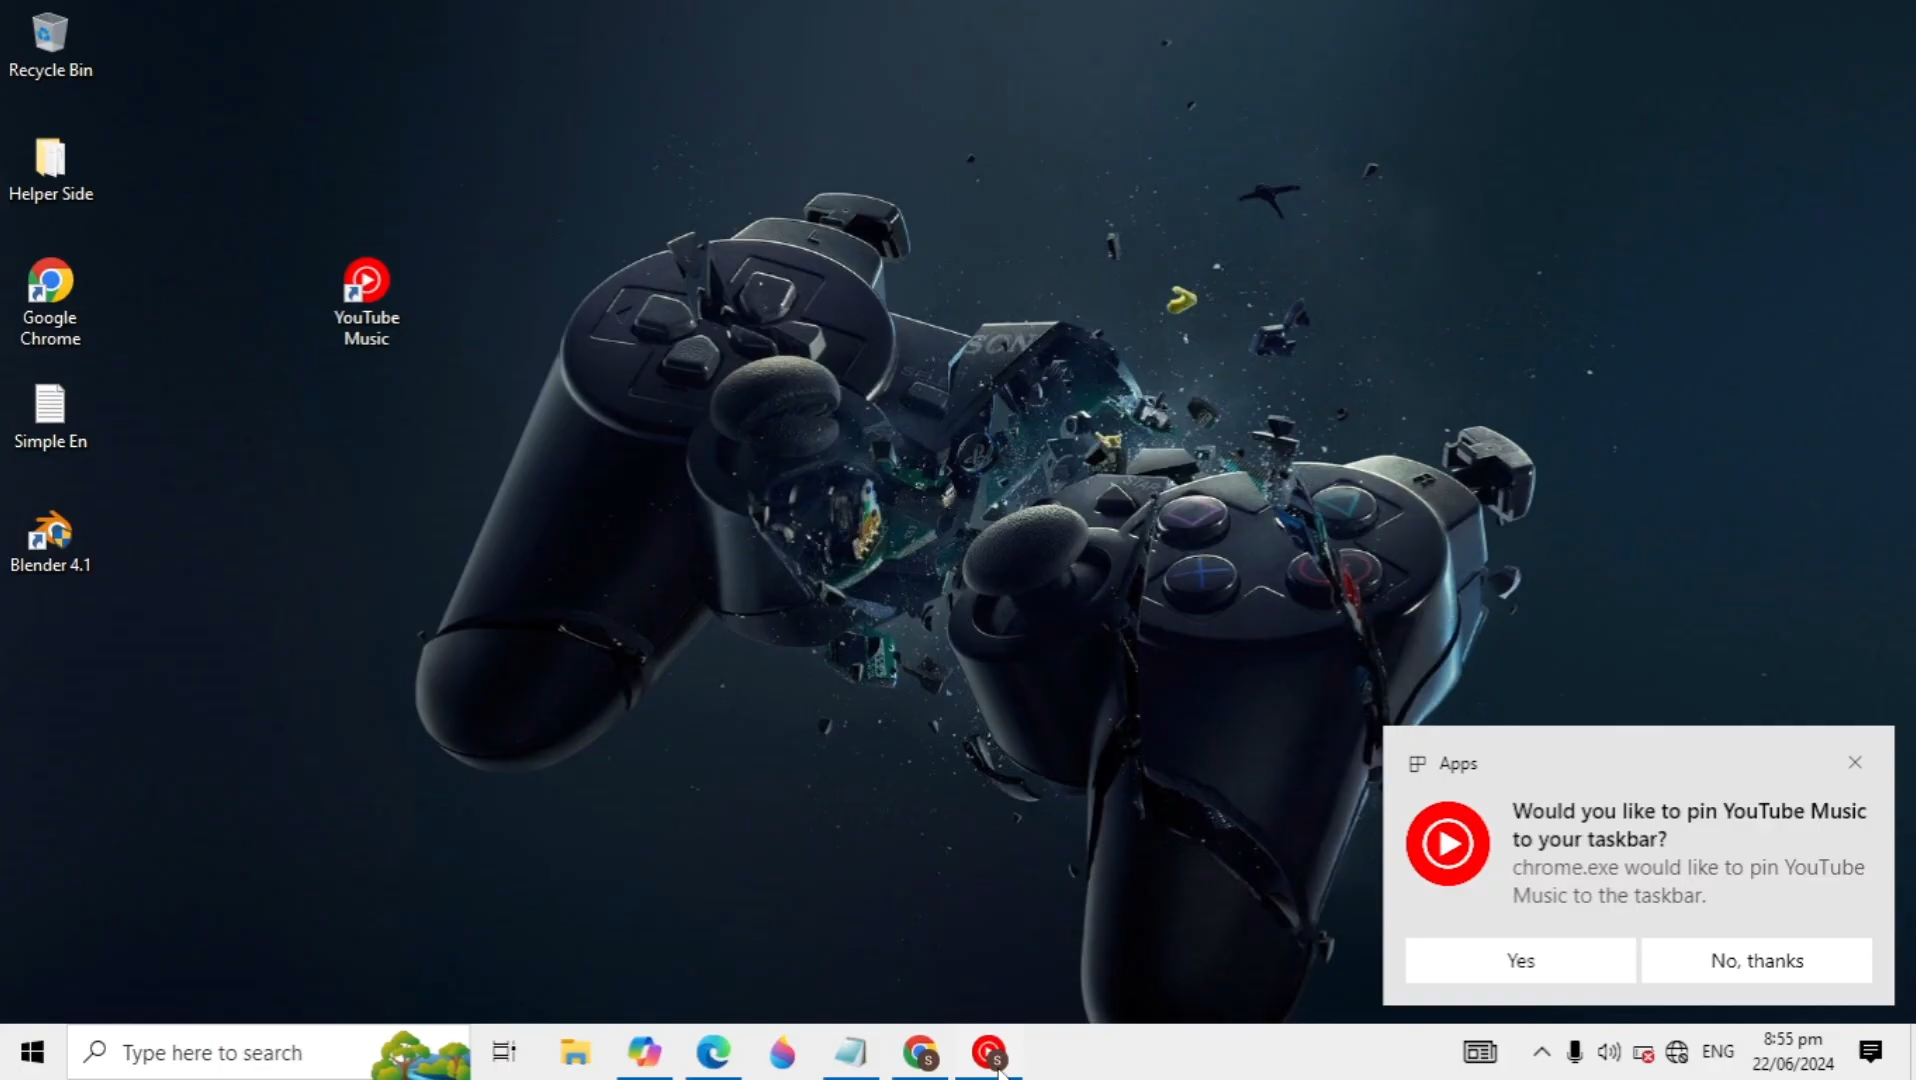 Recycle Bin
Helper Side
Google
Chrome
YouTube
Music
Simple En
Blender 4.1
SON
L
R
Apps
Would you like to pin YouTube Music
to your taskbar?
chrome.exe would like to pin YouTube
Music to the taskbar.
Yes
No, thanks
Type here to search
S
S
ENG
8:55 pm
22/06/2024